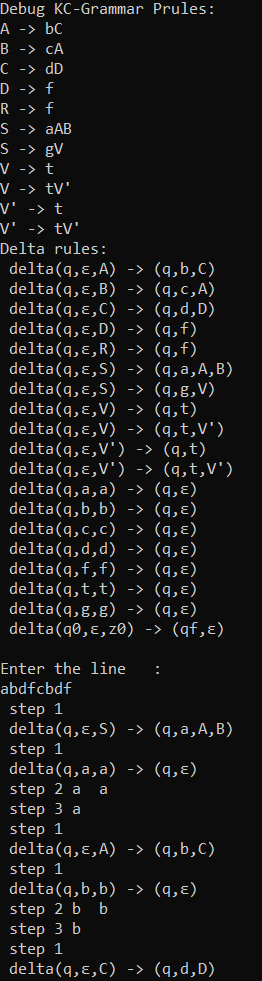 Debug KC-Grammar Prules:
A -> bC
B -> cA
C -> dD
D -> f
R -> f
S -> aAB
S -> gV
V -> t
V -> tV'
V' -> t
V' -> tV'
Delta rules:
delta(q,ε,A) -> (q,b,C)
delta(q,ε,B) -> (q,c,A)
delta(q,ε,C) -> (q,d,D)
delta(q,ε,D) -> (q,f)
delta(q,ε,R) -> (q,f)
delta(q,ε,S) -> (q,a,A,B)
delta(q,ε,S) -> (q,g,V)
delta(q,ε,V) -> (q,t)
delta(q,ε,V) -> (q,t,V')
delta(q,ε,V') -> (q,t)
delta(q,ε,V') -> (q,t,V')
delta(q,a,a) -> (q,ε)
delta(q,b,b) -> (q,ε)
delta(q,c,c) -> (q,ε)
delta(q,d,d) -> (q,ε)
delta(q,f,f) -> (q,ε)
delta(q,t,t) -> (q,ε)
delta(q,g,g) -> (q,ε)
delta(q0,ε,z0) -> (qf,ε)
Enter the line   :
abdfcbdf
step 1
delta(q,ε,S) -> (q,a,A,B)
step 1
delta(q,a,a) -> (q,ε)
step 2 a  a
step 3 a
step 1
delta(q,ε,A) -> (q,b,C)
step 1
delta(q,b,b) -> (q,ε)
step 2 b  b
step 3 b
step 1
delta(q,ε,C) -> (q,d,D)